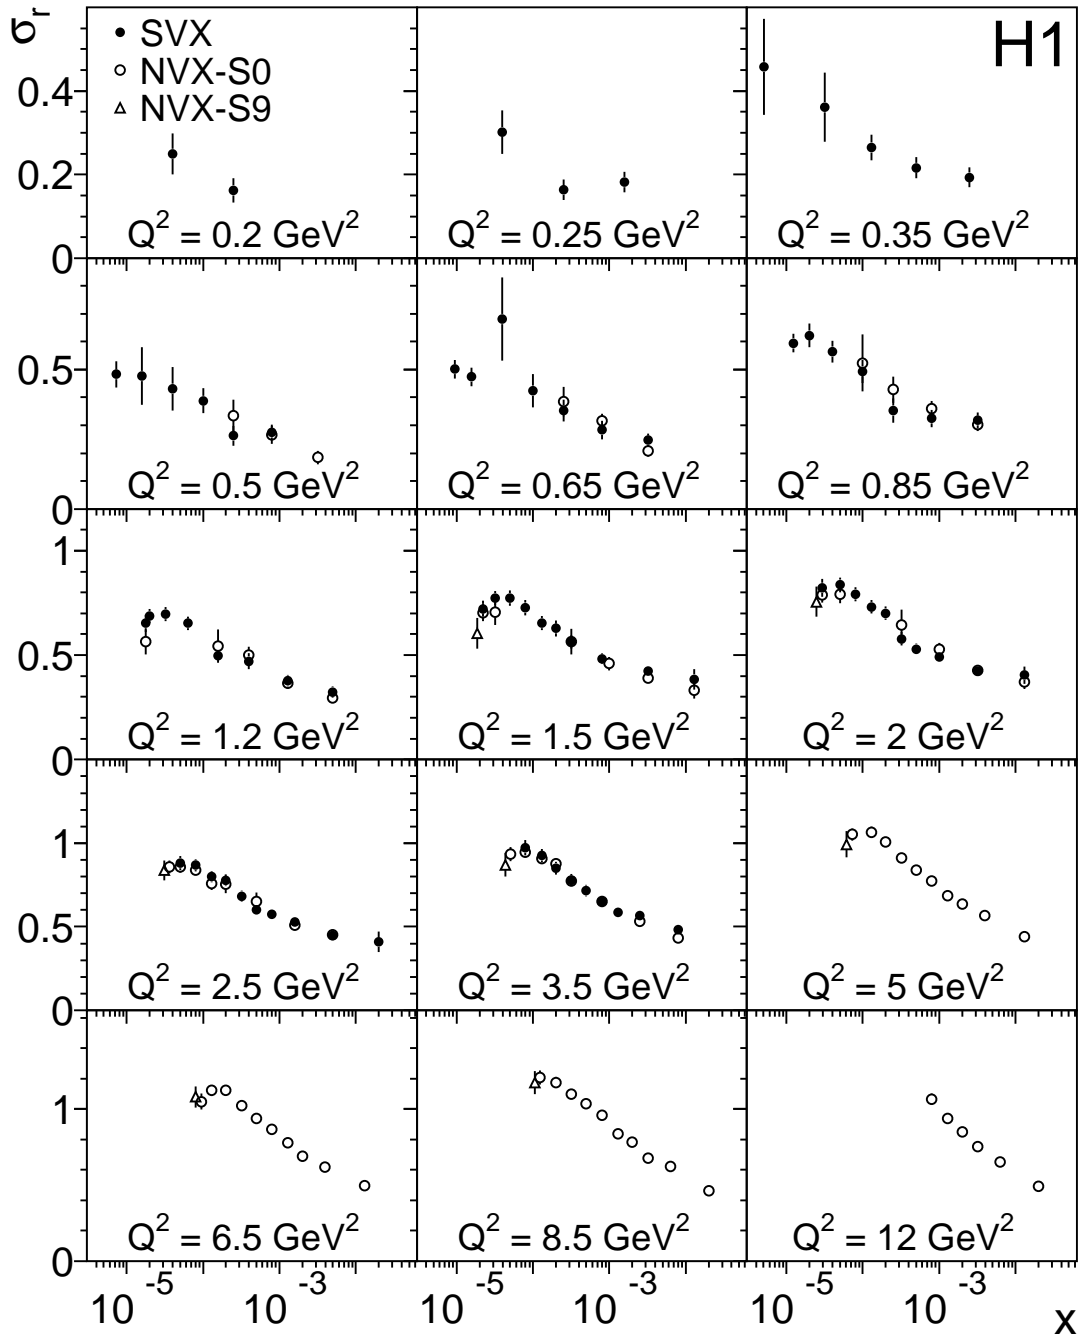 σr
H1
SVX
NVX-S0
NVX-S9
0.4
0.2
0
Q² = 0.2 GeV²
Q² = 0.25 GeV²
Q² = 0.35 GeV²
0.5
0
Q² = 0.5 GeV²
Q² = 0.65 GeV²
Q² = 0.85 GeV²
1
0.5
0
Q² = 1.2 GeV²
Q² = 1.5 GeV²
Q² = 2 GeV²
1
0.5
0
Q² = 2.5 GeV²
Q² = 3.5 GeV²
Q² = 5 GeV²
1
0
Q² = 6.5 GeV²
Q² = 8.5 GeV²
Q² = 12 GeV²
10⁻⁵ 10⁻³ 10⁻⁵ 10⁻³ 10⁻⁵ 10⁻³
x